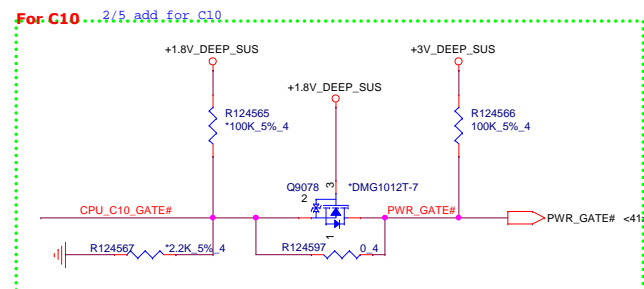 For C10 2/5 add for C10
+1.8V_DEEP_SUS
+3V_DEEP_SUS
+1.8V_DEEP_SUS
R124565
*100K_5%_4
R124566
100K_5%_4
Q9078
2
3
*DMG1012T-7
CPU_C10_GATE#
PWR_GATE#
PWR_GATE# <41
1
R124567
*2.2K_5%_4
R124597
0_4